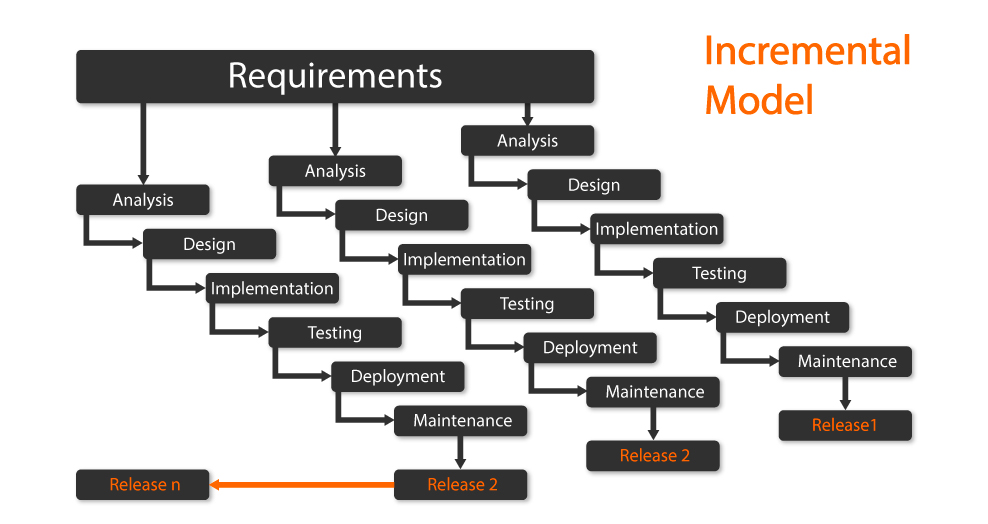 Incremental
Model
Requirements
Analysis
Design
Implementation
Testing
Deployment
Maintenance
Release 2
Release n
Analysis
Design
Implementation
Testing
Deployment
Maintenance
Release 2
Analysis
Design
Implementation
Testing
Deployment
Maintenance
Release1